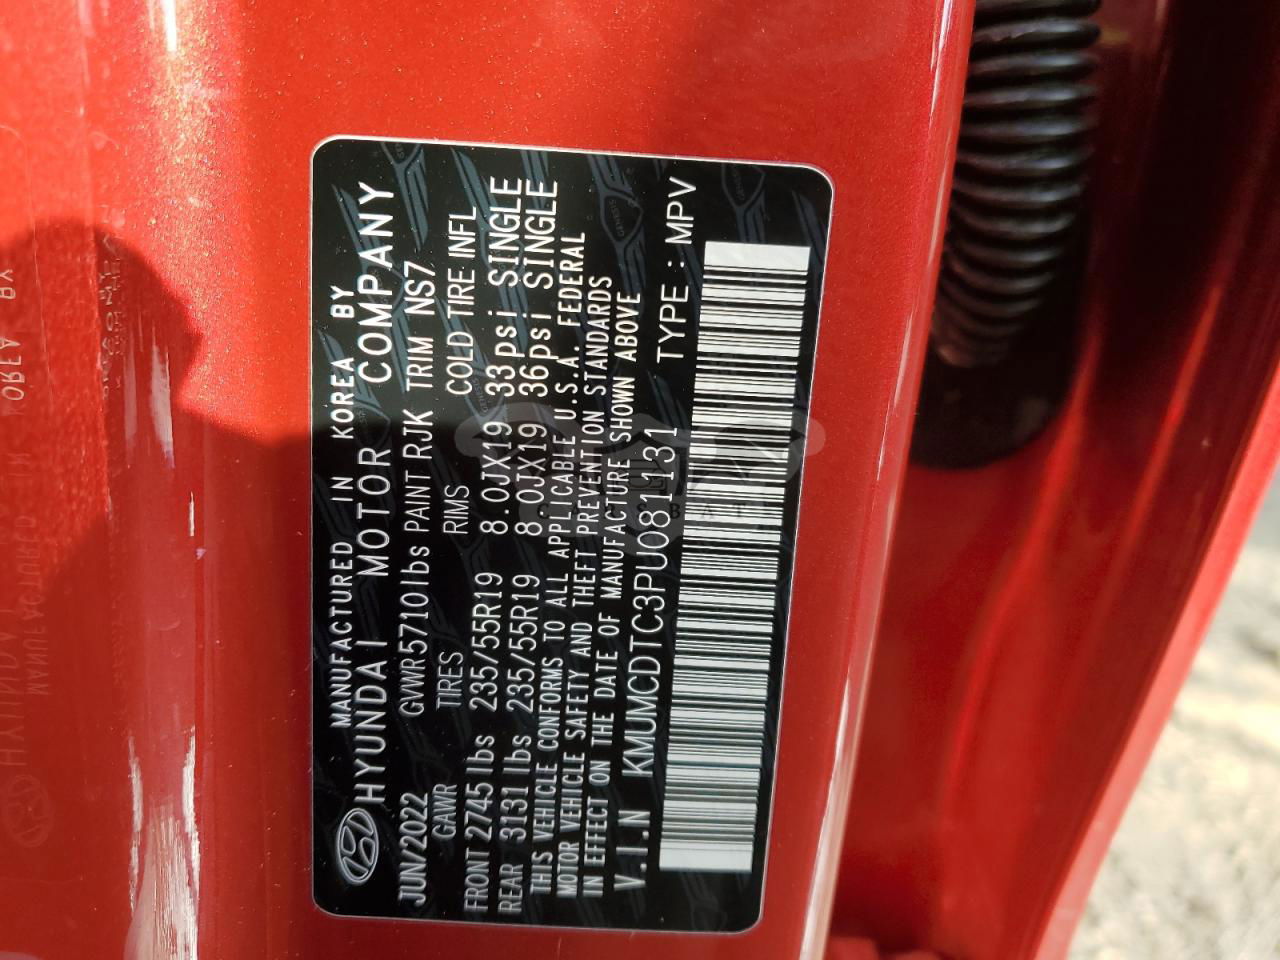 MANUFACTURED IN KOREA BY
HYUNDAI MOTOR COMPANY
JUN/2022 GVWR5710lbs PAINT RJK TRIM NS7
GAWR TIRES RIMS COLD TIRE INFL
FRONT 2745lbs 235/55R19 8.0JX19 33psi SINGLE
REAR 3131lbs 235/55R19 8.0JX19 36psi SINGLE
THIS VEHICLE CONFORMS TO ALL APPLICABLE U.S.A. FEDERAL
MOTOR VEHICLE SAFETY AND THEFT PREVENTION STANDARDS
IN EFFECT ON THE DATE OF MANUFACTURE SHOWN ABOVE
V.I.N KMUMCDTC3PU081131 TYPE : MPV